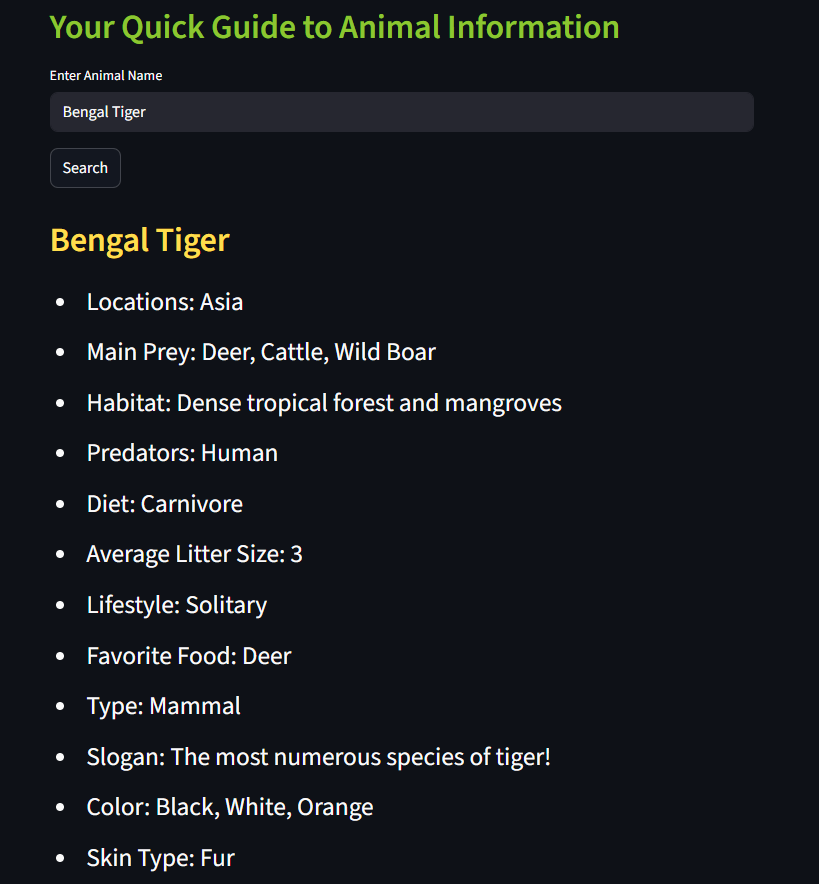 Your Quick Guide to Animal Information
Enter Animal Name
Bengal Tiger
Search
Bengal Tiger
• Locations: Asia
• Main Prey: Deer, Cattle, Wild Boar
• Habitat: Dense tropical forest and mangroves
• Predators: Human
• Diet: Carnivore
• Average Litter Size: 3
• Lifestyle: Solitary
• Favorite Food: Deer
• Type: Mammal
• Slogan: The most numerous species of tiger!
• Color: Black, White, Orange
• Skin Type: Fur